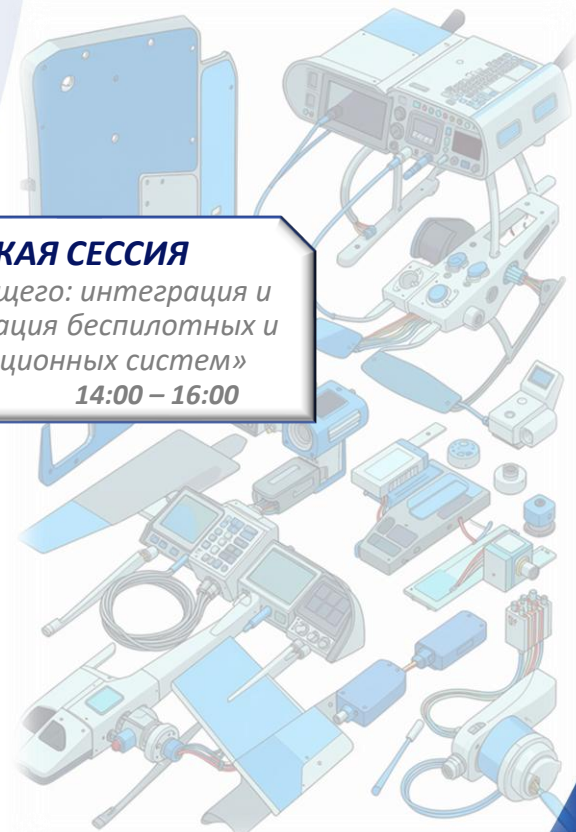 КАЯ СЕССИЯ
щего: интеграция и
ация беспилотных и
ционных систем»
14:00 – 16:00